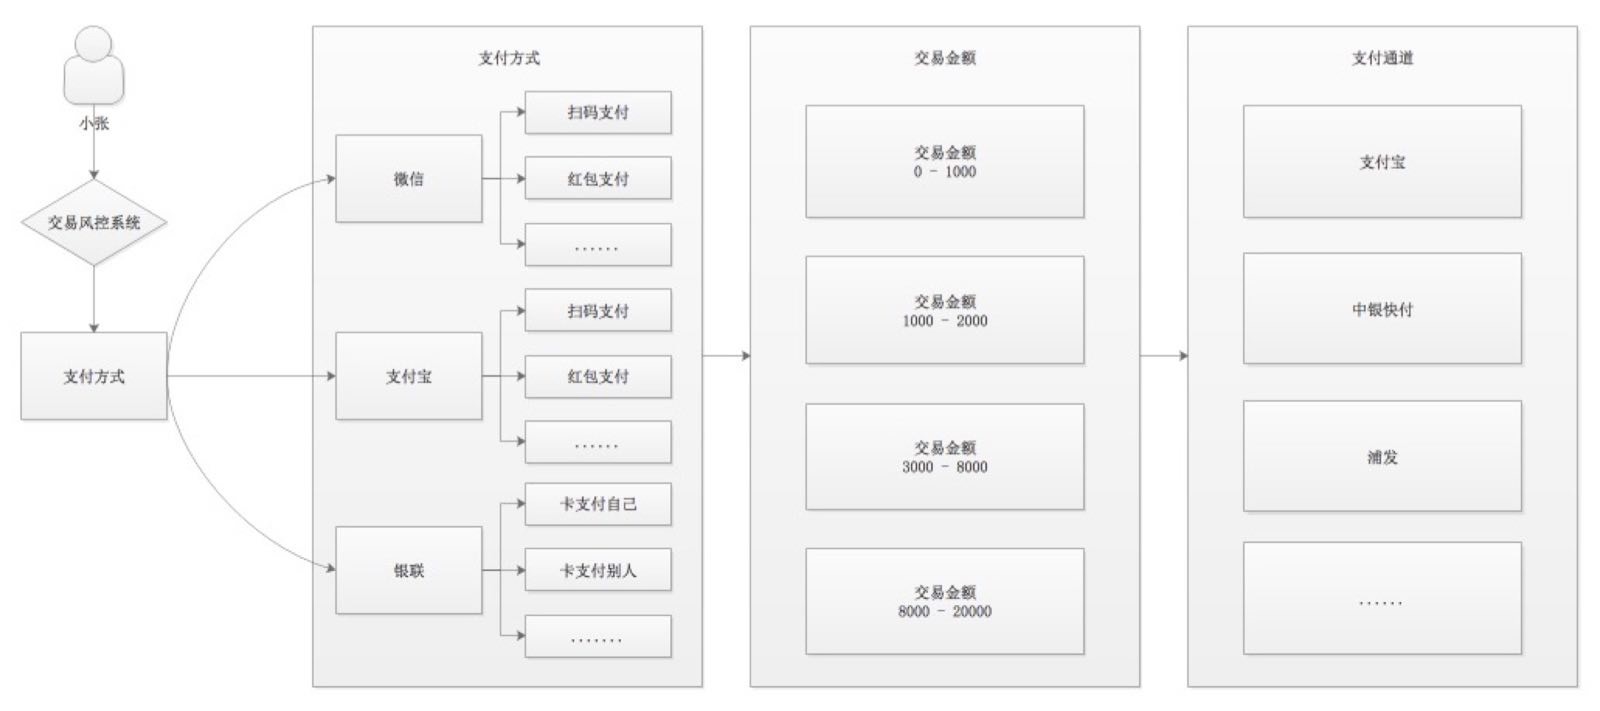 小张
交易风控系统
支付方式
支付方式
微信
扫码支付
红包支付
......
支付宝
扫码支付
红包支付
......
银联
卡支付自己
卡支付别人
.......
交易金额
交易金额
0 - 1000
交易金额
1000 - 2000
交易金额
3000 - 8000
交易金额
8000 - 20000
支付通道
支付宝
中银快付
浦发
......